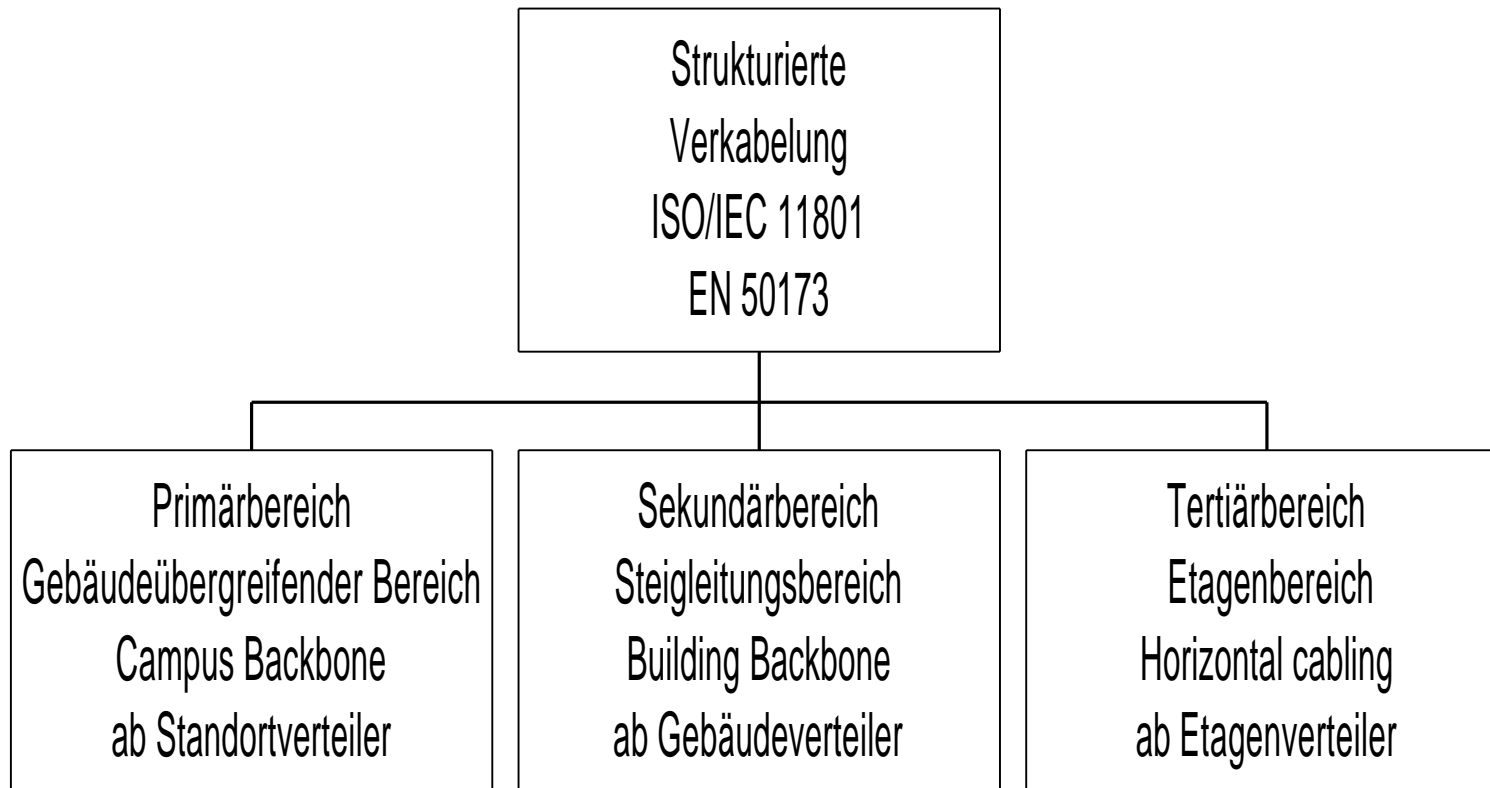 Strukturierte
Verkabelung
ISO/IEC 11801
EN 50173
Primärbereich
Gebäudeübergreifender Bereich
Campus Backbone
ab Standortverteiler
Sekundärbereich
Steigleitungsbereich
Building Backbone
ab Gebäudeverteiler
Tertiärbereich
Etagenbereich
Horizontal cabling
ab Etagenverteiler